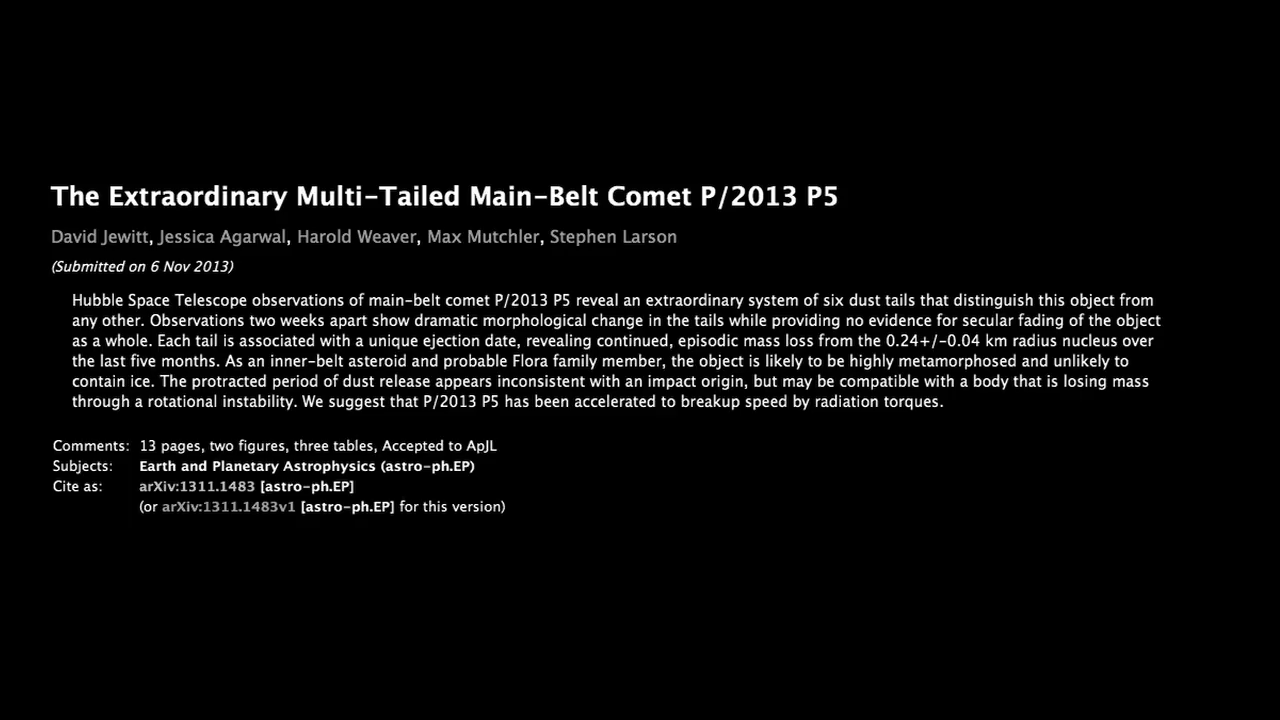 The Extraordinary Multi-Tailed Main-Belt Comet P/2013 P5
David Jewitt, Jessica Agarwal, Harold Weaver, Max Mutchler, Stephen Larson
(Submitted on 6 Nov 2013)
Hubble Space Telescope observations of main-belt comet P/2013 P5 reveal an extraordinary system of six dust tails that distinguish this object from
any other. Observations two weeks apart show dramatic morphological change in the tails while providing no evidence for secular fading of the object
as a whole. Each tail is associated with a unique ejection date, revealing continued, episodic mass loss from the 0.24+/-0.04 km radius nucleus over
the last five months. As an inner-belt asteroid and probable Flora family member, the object is likely to be highly metamorphosed and unlikely to
contain ice. The protracted period of dust release appears inconsistent with an impact origin, but may be compatible with a body that is losing mass
through a rotational instability. We suggest that P/2013 P5 has been accelerated to breakup speed by radiation torques.
Comments: 13 pages, two figures, three tables, Accepted to ApJL
Subjects: Earth and Planetary Astrophysics (astro-ph.EP)
Cite as: arXiv:1311.1483 [astro-ph.EP]
(or arXiv:1311.1483v1 [astro-ph.EP] for this version)